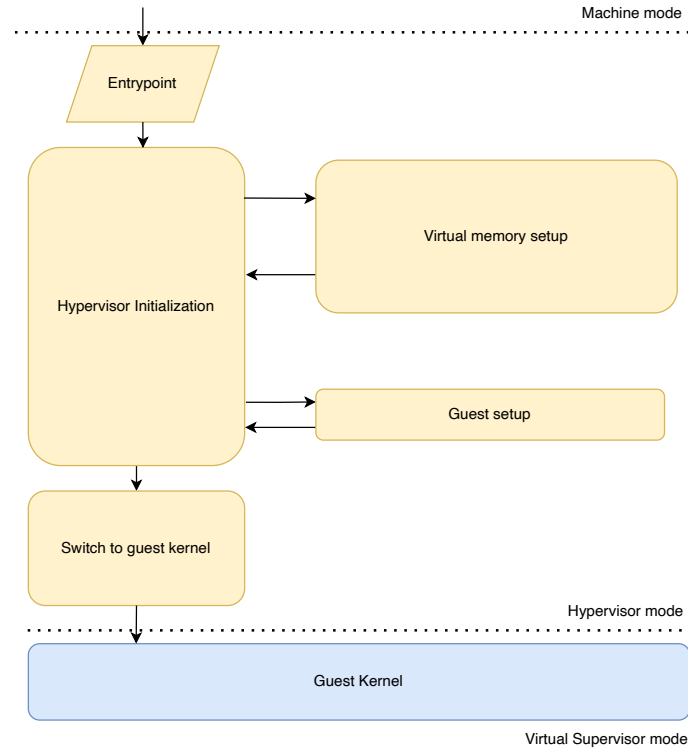 Machine mode
Entrypoint
Virtual memory setup
Hypervisor Initialization
Guest setup
Switch to guest kernel
Hypervisor mode
Guest Kernel
Virtual Supervisor mode